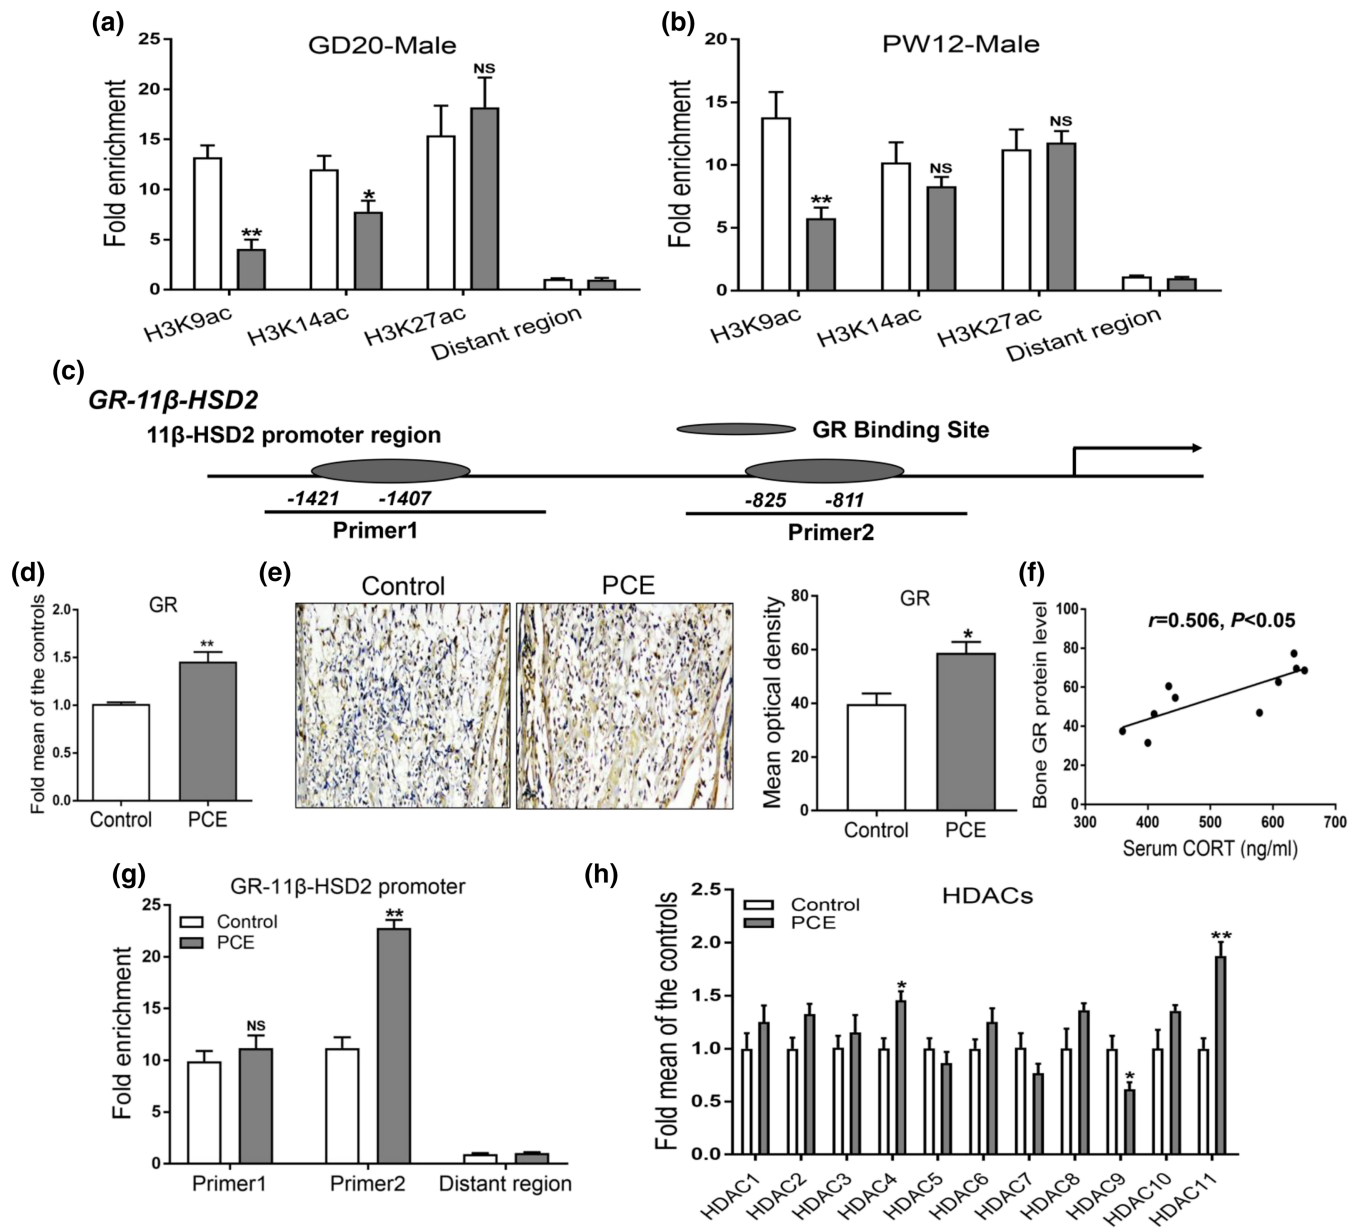 (a)
GD20-Male
Fold enrichment
25
20
15
10
5
0
**
*
NS
H3K9ac
H3K14ac
H3K27ac
Distant region
(b)
PW12-Male
Fold enrichment
20
15
10
5
0
**
NS
NS
H3K9ac
H3K14ac
H3K27ac
Distant region
(c)
GR-11β-HSD2
11β-HSD2 promoter region
GR Binding Site
-1421 -1407
-825 -811
Primer1
Primer2
(d)
GR
Fold mean of the controls
2.0
1.5
1.0
0.5
0.0
**
Control PCE
(e)
Control
PCE
GR
Mean optical density
80
60
40
20
0
*
Control PCE
(f)
r=0.506, P<0.05
Bone GR protein level
100
80
60
40
20
0
300 400 500 600 700
Serum CORT (ng/ml)
(g)
GR-11β-HSD2 promoter
Control
PCE
Fold enrichment
25
20
15
10
5
0
NS
**
Primer1 Primer2 Distant region
(h)
HDACs
Control
PCE
Fold mean of the controls
2.5
2.0
1.5
1.0
0.5
0.0
*
*
**
HDAC1
HDAC2
HDAC3
HDAC4
HDAC5
HDAC6
HDAC7
HDAC8
HDAC9
HDAC10
HDAC11